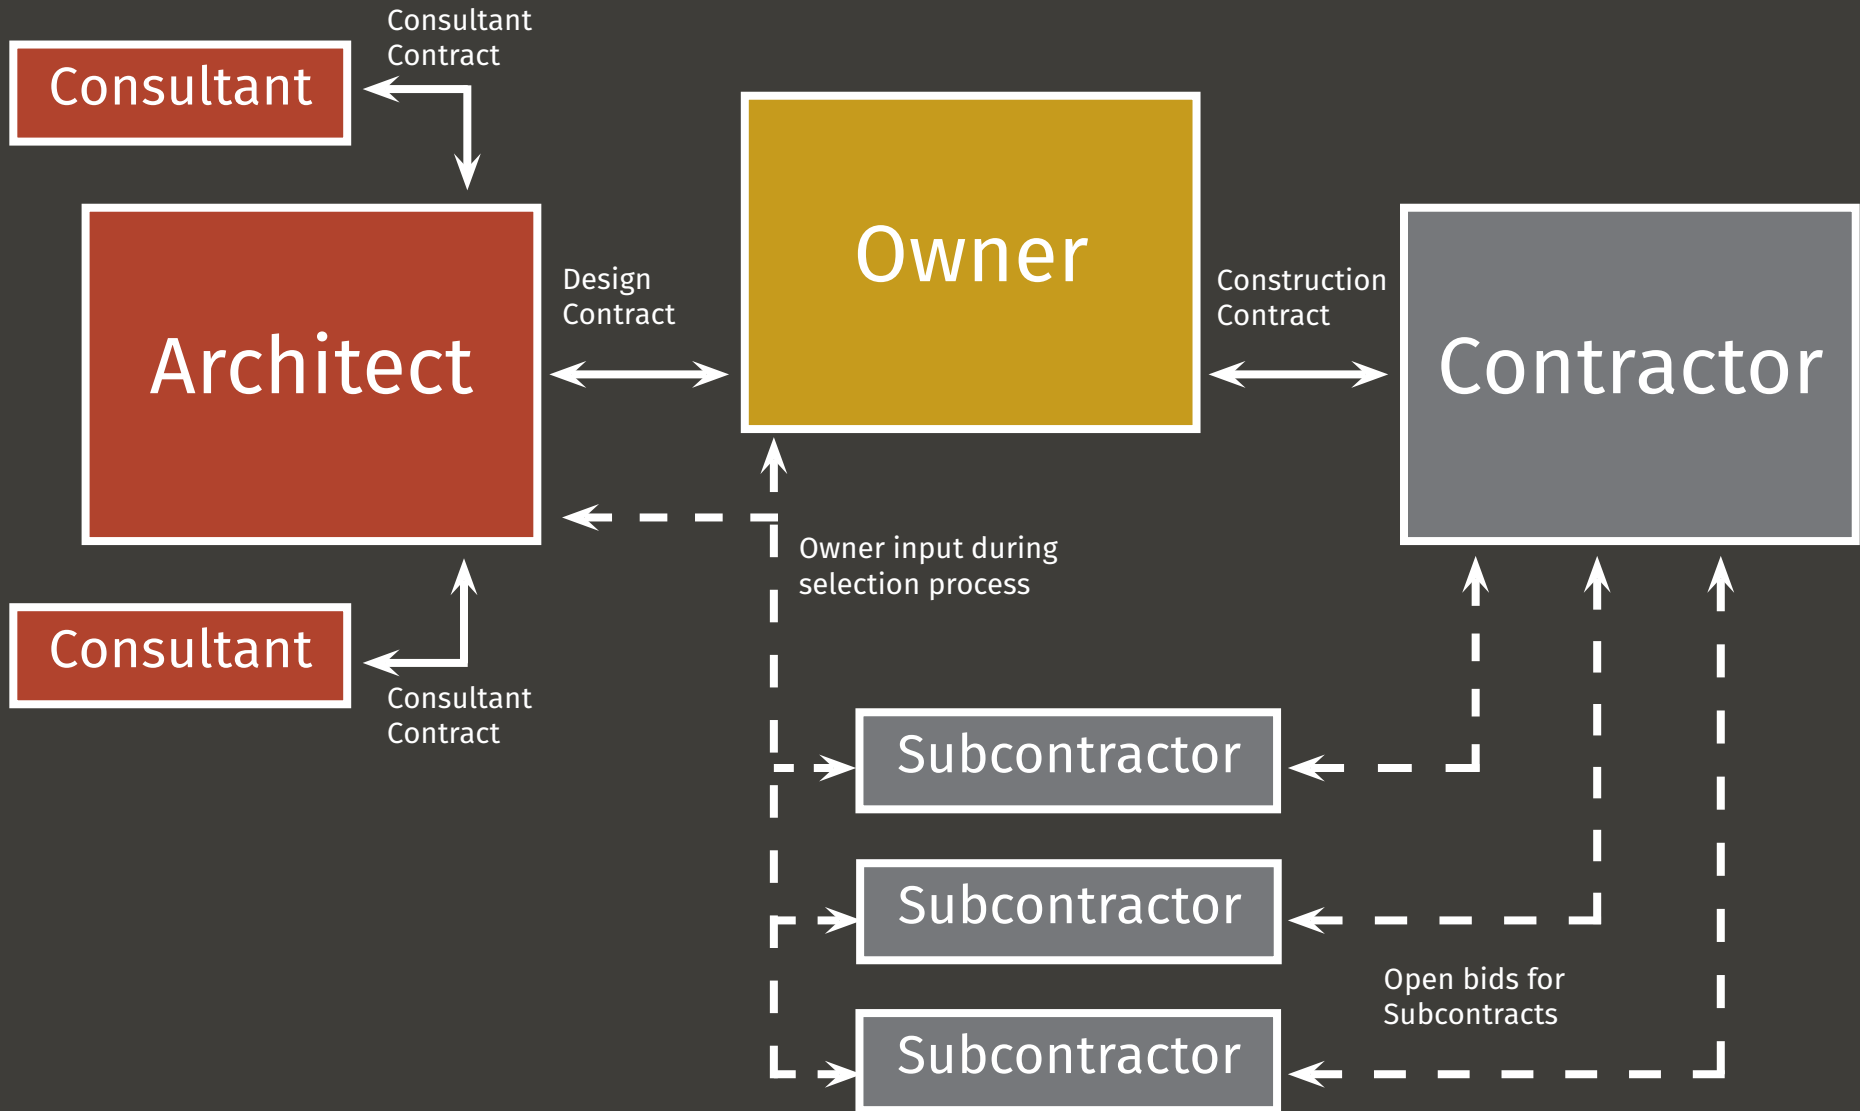 Consultant
Contract
Consultant
Owner
Architect
Design
Contract
Construction
Contract
Contractor
Owner input during
selection process
Consultant
Consultant
Contract
Subcontractor
Subcontractor
Open bids for
Subcontracts
Subcontractor